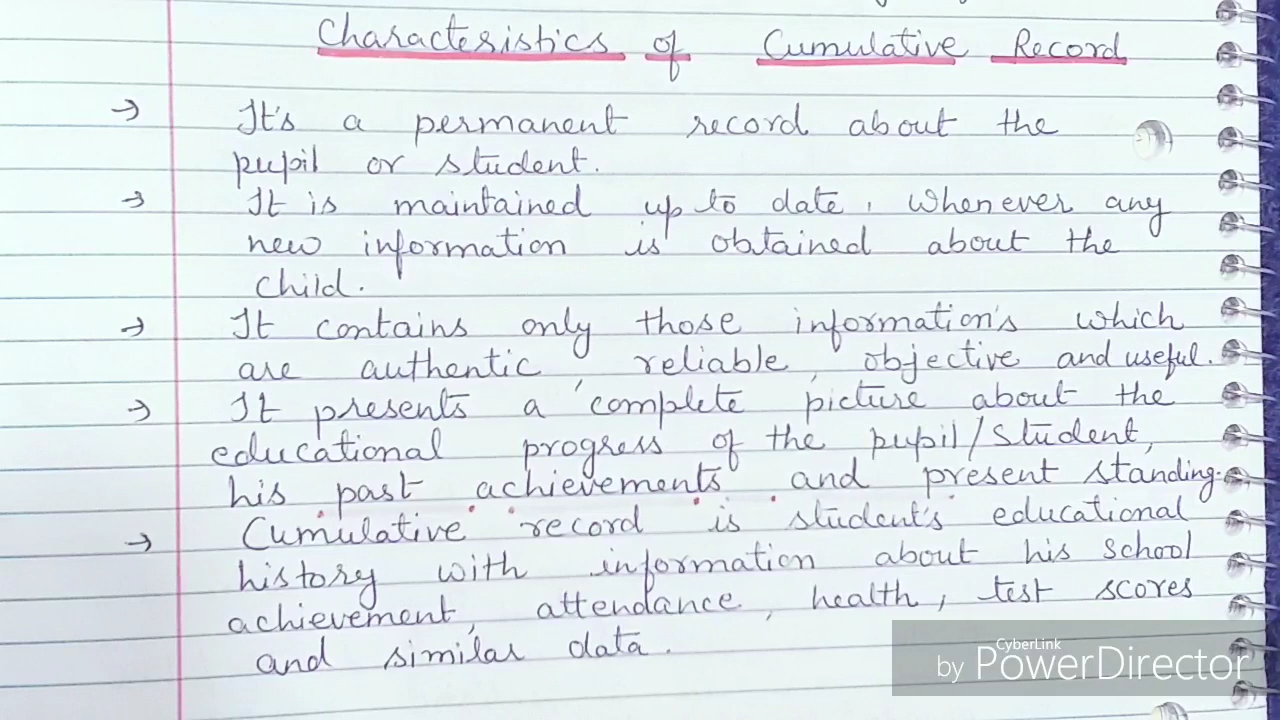 Characteristics of Cumulative Record
→ It's a permanent record about the
pupil or student.
→ It is maintained up to date, whenever any
new information is obtained about the
child.
→ It contains only those information's which
are authentic, reliable, objective and useful.
→ It presents a complete picture about the
educational progress of the pupil/student,
his past achievements and present standing.
→ Cumulative record is student's educational
history with information about his school
achievement, attendance, health, test scores
and similar data.
CyberLink
by PowerDirector